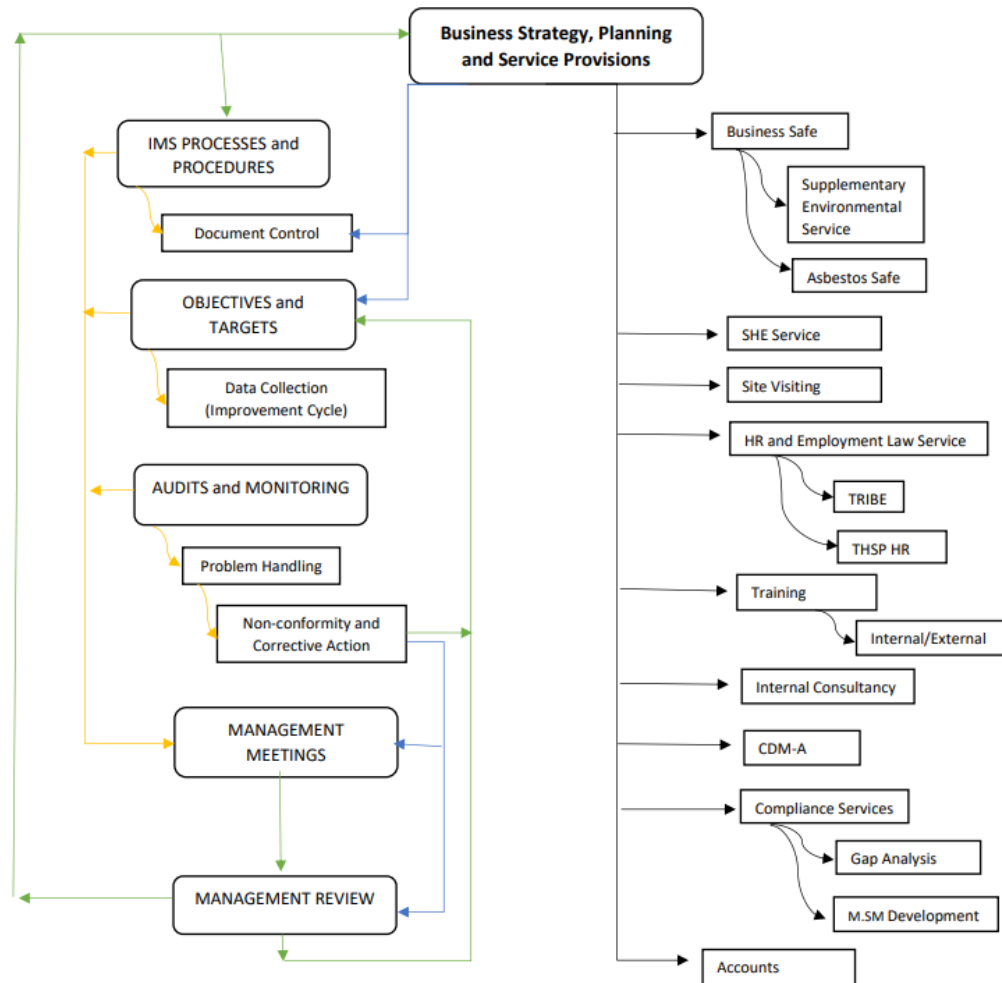 Business Strategy, Planning
and Service Provisions
IMS PROCESSES and
PROCEDURES
Document Control
OBJECTIVES and
TARGETS
Data Collection
(Improvement Cycle)
AUDITS and MONITORING
Problem Handling
Non-conformity and
Corrective Action
MANAGEMENT
MEETINGS
MANAGEMENT REVIEW
Business Safe
Supplementary
Environmental
Service
Asbestos Safe
SHE Service
Site Visiting
HR and Employment Law Service
TRIBE
THSP HR
Training
Internal/External
Internal Consultancy
CDM-A
Compliance Services
Gap Analysis
M.SM Development
Accounts